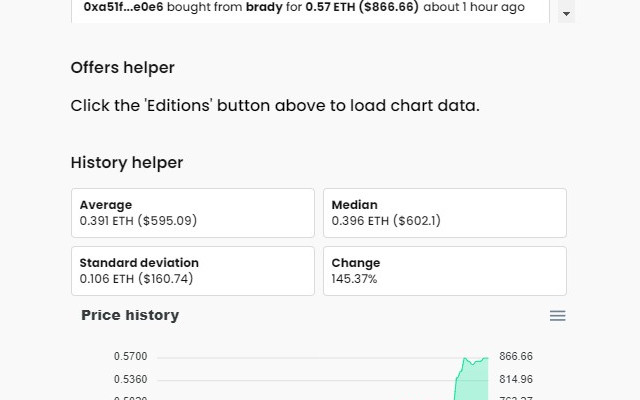 0xa51f...e0e6 bought from brady for 0.57 ETH ($866.66) about 1 hour ago
Offers helper
Click the 'Editions' button above to load chart data.
History helper
Average
0.391 ETH ($595.09)
Median
0.396 ETH ($602.1)
Standard deviation
0.106 ETH ($160.74)
Change
145.37%
Price history
0.5700
866.66
0.5360
814.96